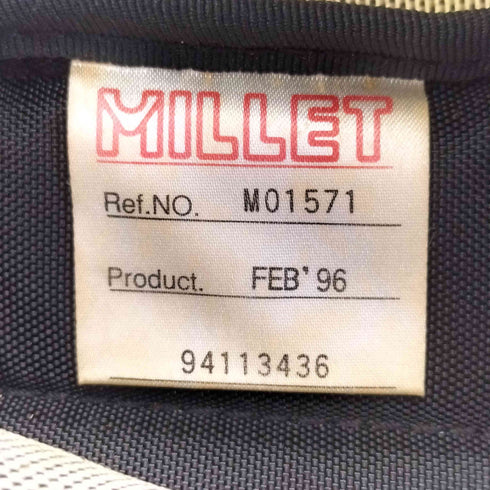 MILLET
Ref.NO. M01571
Product. FEB'96
94113436